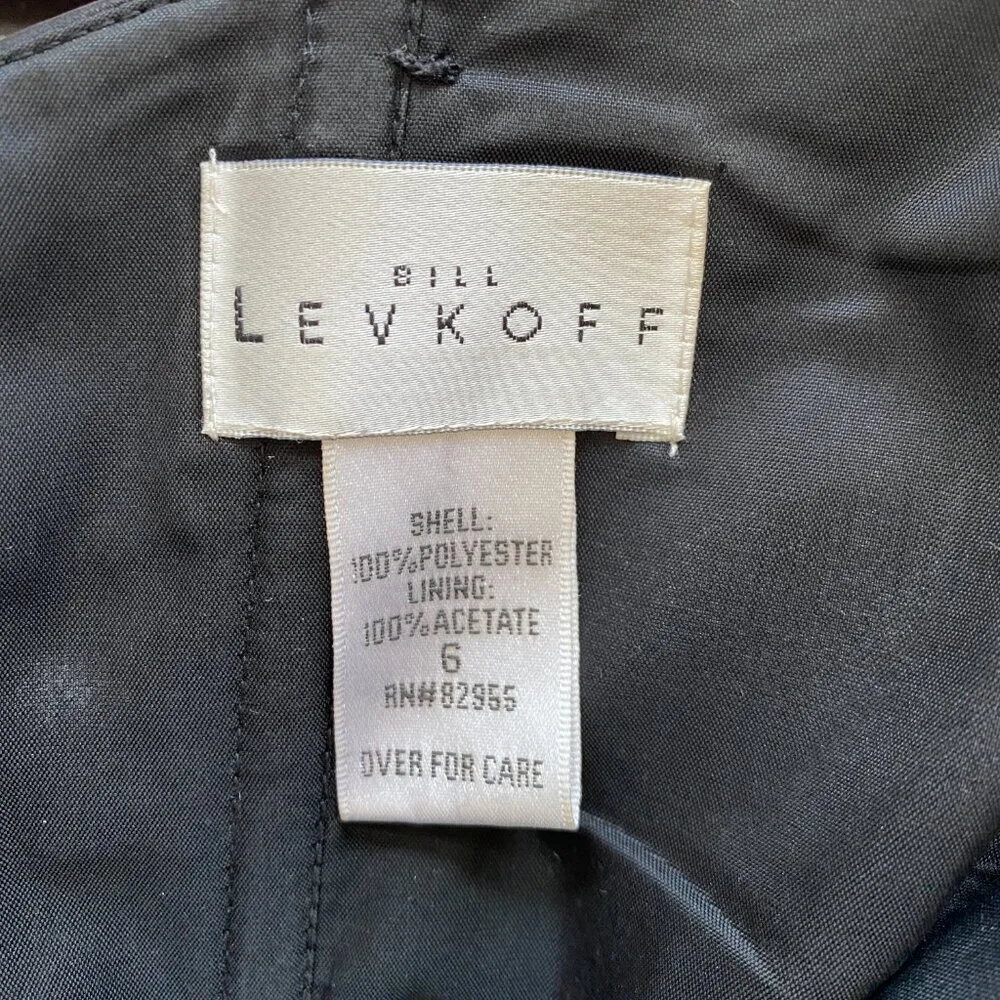 BILL
LEVKOFF
SHELL:
100%POLYESTER
LINING:
100%ACETATE
6
RN#82955
OVER FOR CARE